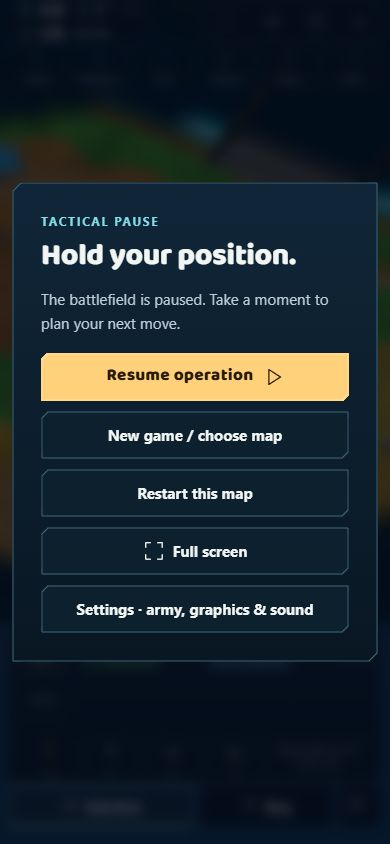 TACTICAL PAUSE
Hold your position.
The battlefield is paused. Take a moment to
plan your next move.
Resume operation
New game / choose map
Restart this map
Full screen
Settings · army, graphics & sound